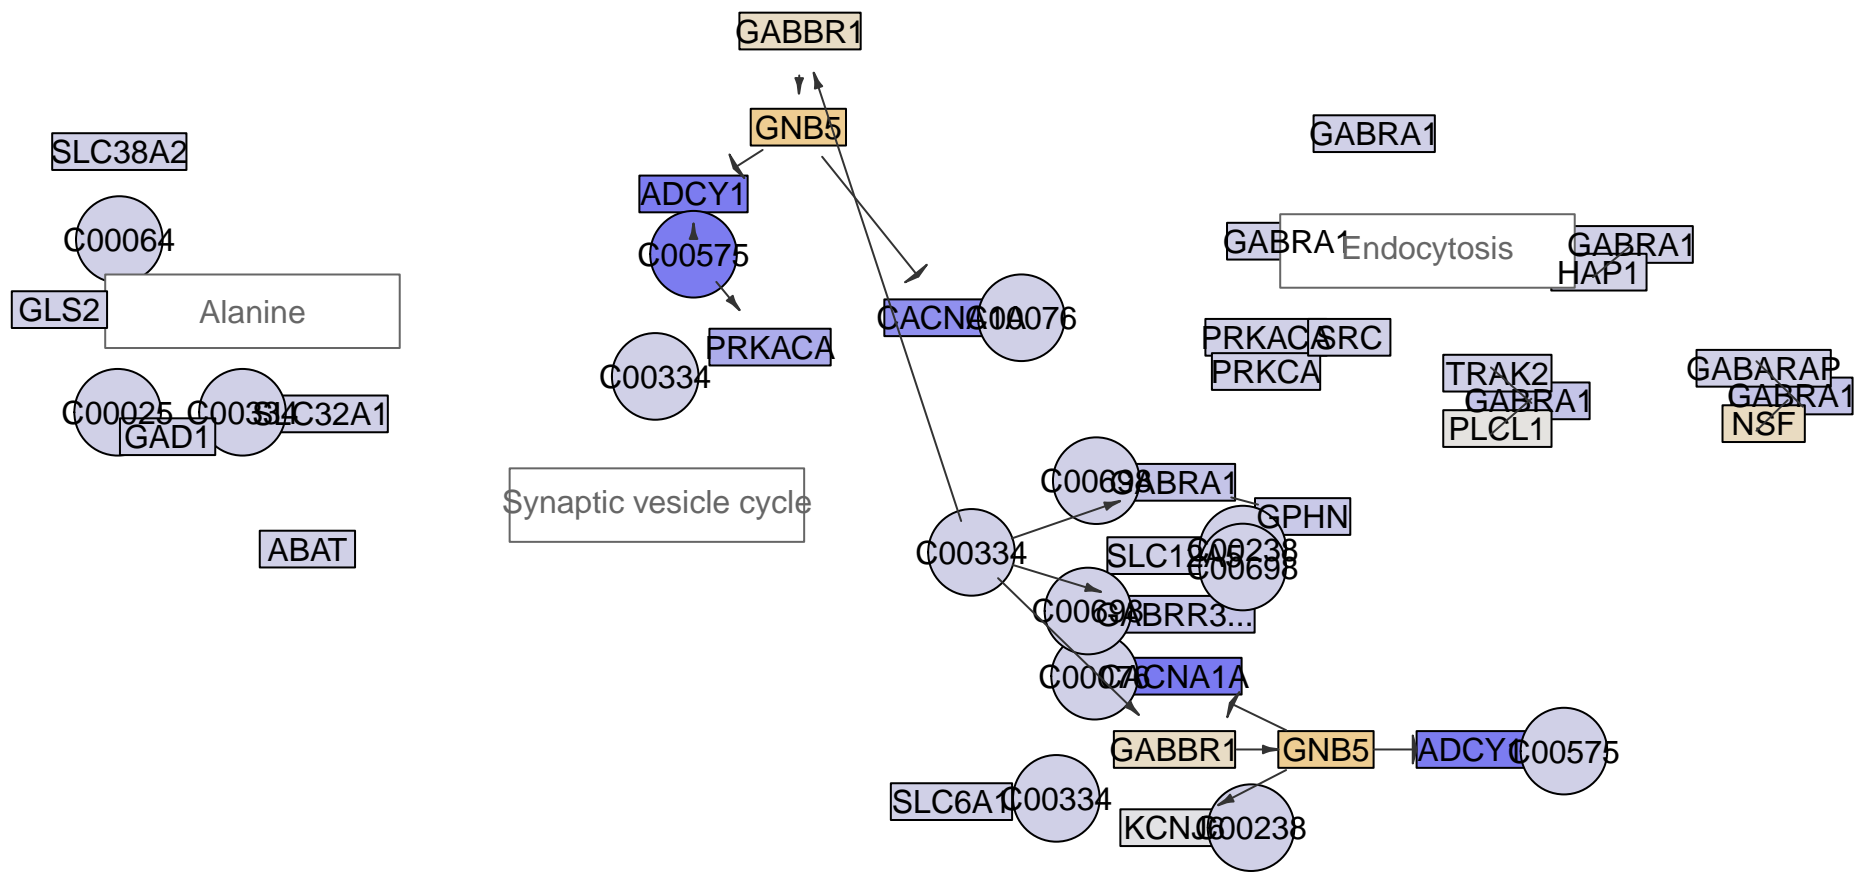 GABBR1
GNB5
SLC38A2
GABRA1
ADCY1
C00064
C00575
GABRA1
Endocytosis
GABRA1
HAP1
GLS2
Alanine
CACNA1A
C00076
PRKACA
C00334
PRKACA
SRC
PRKCA
TRAK2
GABRA1
PLCL1
GABARAP
GABRA1
NSF
C00025
C00334
SLC32A1
GAD1
Synaptic vesicle cycle
C00698
GABRA1
GPHN
ABAT
C00334
SLC12A5
C00238
C00698
C00698
GABRR3...
C00076
CACNA1A
GABBR1
GNB5
ADCY1
C00575
SLC6A1
C00334
KCNJ6
C00238